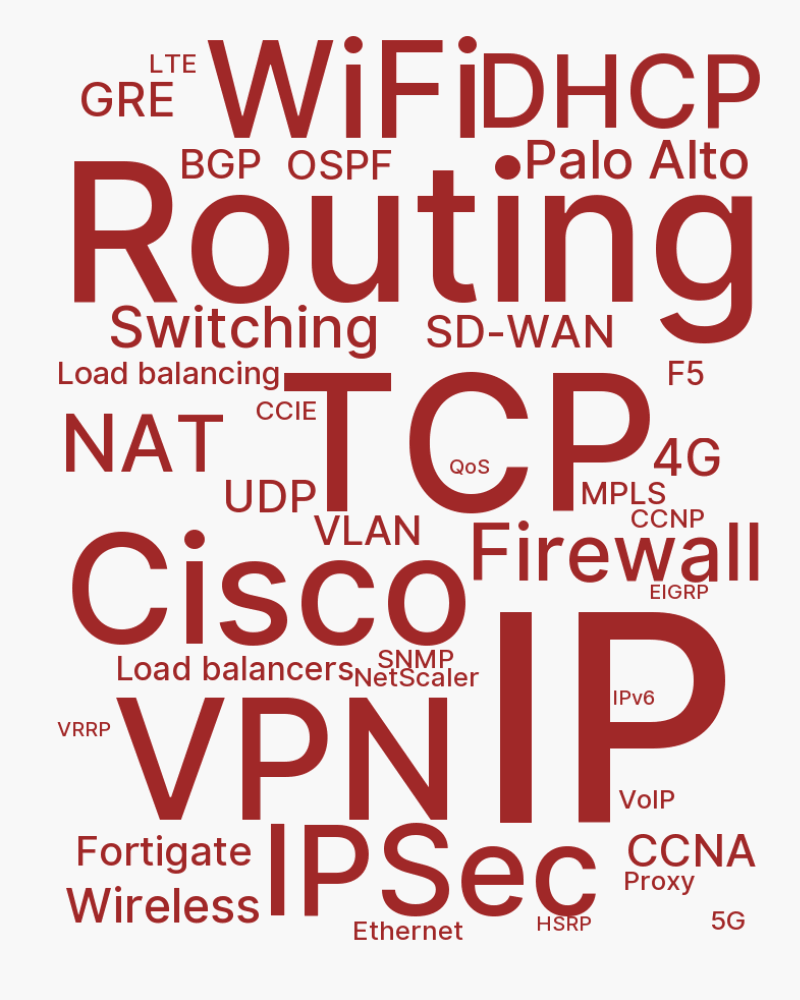 LTE
GRE
WiFi
DHCP
BGP
OSPF
Palo Alto
Routing
Switching
SD-WAN
Load balancing
F5
CCIE
TCP
NAT
QoS
4G
UDP
MPLS
VLAN
CCNP
Cisco
Firewall
EIGRP
SNMP
Load balancers
NetScaler
IP
IPv6
VRRP
VPN
VoIP
Fortigate
IPSec
CCNA
Proxy
Wireless
Ethernet
HSRP
5G